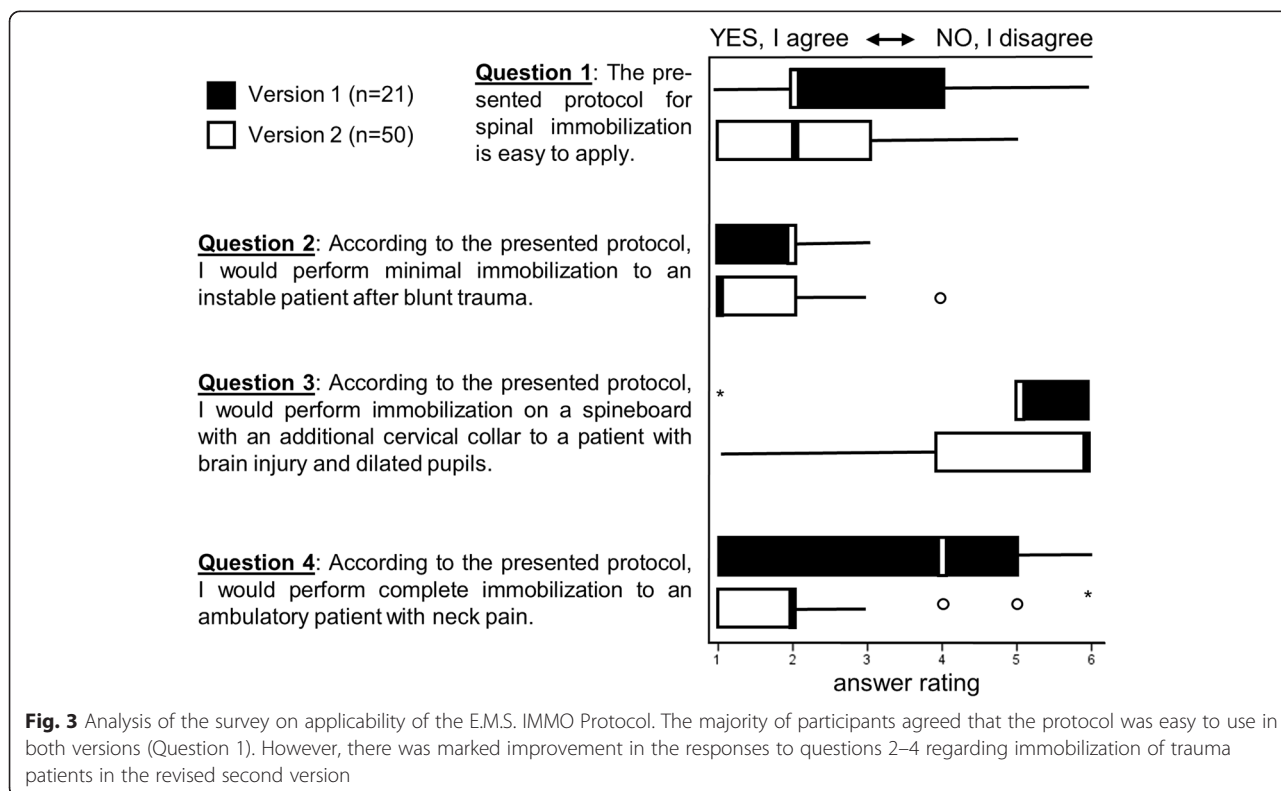 YES, I agree ↔ NO, I disagree
Version 1 (n=21)
Version 2 (n=50)
Question 1: The pre-
sented protocol for
spinal immobilization
is easy to apply.
Question 2: According to the presented protocol,
I would perform minimal immobilization to an
instable patient after blunt trauma.
Question 3: According to the presented protocol,
I would perform immobilization on a spineboard
with an additional cervical collar to a patient with
brain injury and dilated pupils.
Question 4: According to the presented protocol,
I would perform complete immobilization to an
ambulatory patient with neck pain.
1 2 3 4 5 6
answer rating
Fig. 3 Analysis of the survey on applicability of the E.M.S. IMMO Protocol. The majority of participants agreed that the protocol was easy to use in
both versions (Question 1). However, there was marked improvement in the responses to questions 2–4 regarding immobilization of trauma
patients in the revised second version